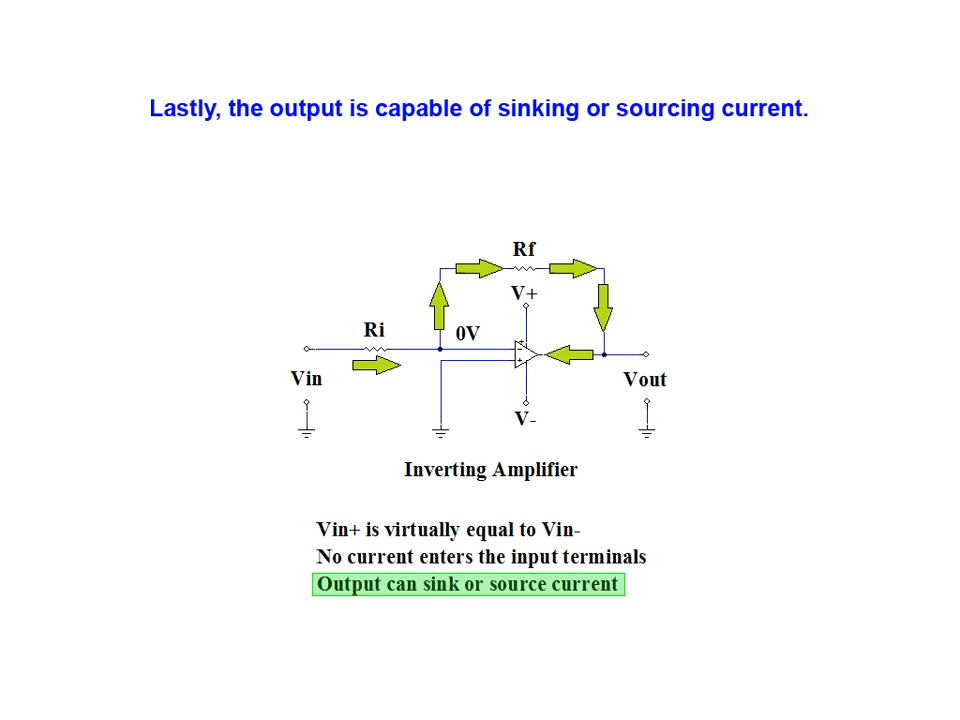 Lastly, the output is capable of sinking or sourcing current.
Rf
V+
Ri
0V
Vin
Vout
V-
Inverting Amplifier
Vin+ is virtually equal to Vin-
No current enters the input terminals
Output can sink or source current